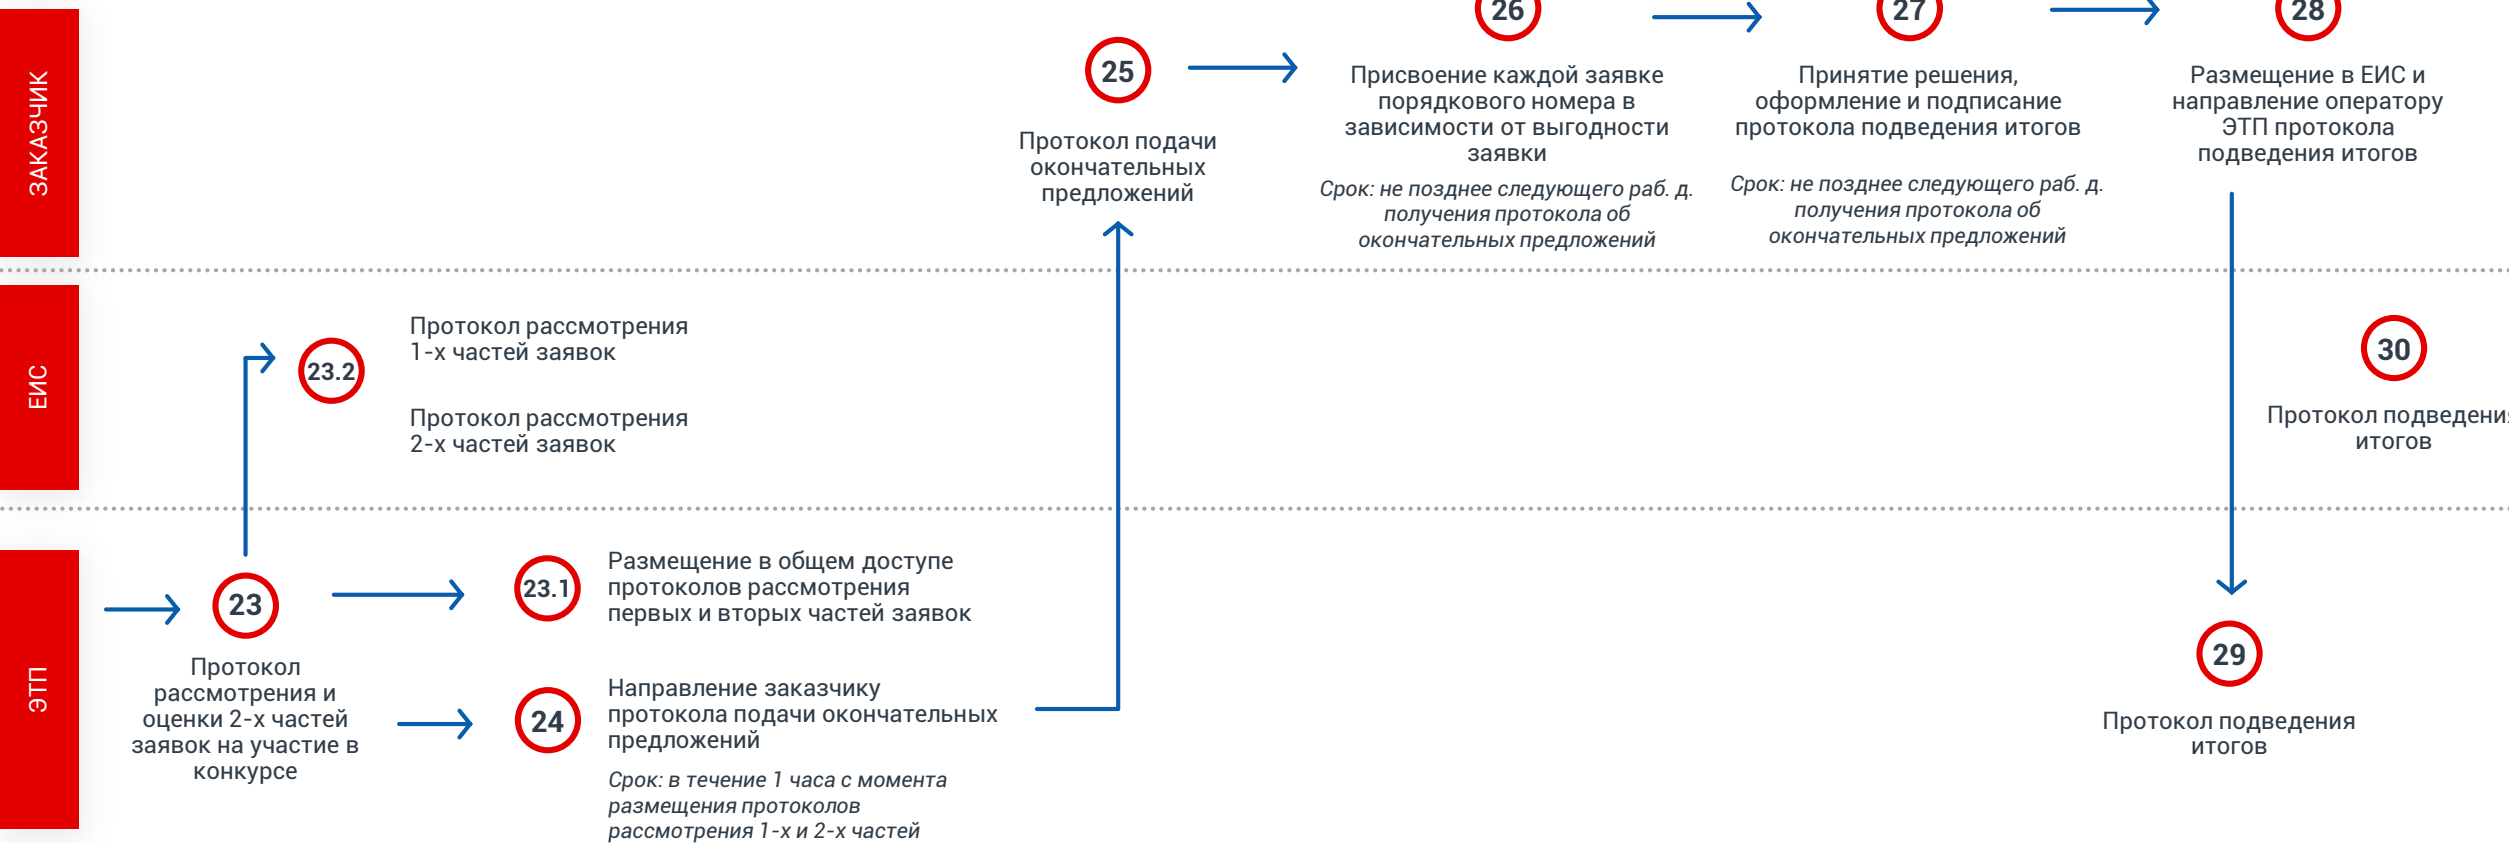 ЗАКАЗЧИК
25
Протокол подачи
окончательных
предложений
26
Присвоение каждой заявке
порядкового номера в
зависимости от выгодности
заявки
Срок: не позднее следующего раб. д.
получения протокола об
окончательных предложений
27
Принятие решения,
оформление и подписание
протокола подведения итогов
Срок: не позднее следующего раб. д.
получения протокола об
окончательных предложений
28
Размещение в ЕИС и
направление оператору
ЭТП протокола
подведения итогов
ЕИС
23.2
Протокол рассмотрения
1-х частей заявок
Протокол рассмотрения
2-х частей заявок
30
Протокол подведения
итогов
ЭТП
23
Протокол
рассмотрения и
оценки 2-х частей
заявок на участие в
конкурсе
23.1
Размещение в общем доступе
протоколов рассмотрения
первых и вторых частей заявок
24
Направление заказчику
протокола подачи окончательных
предложений
Срок: в течение 1 часа с момента
размещения протоколов
рассмотрения 1-х и 2-х частей
29
Протокол подведения
итогов